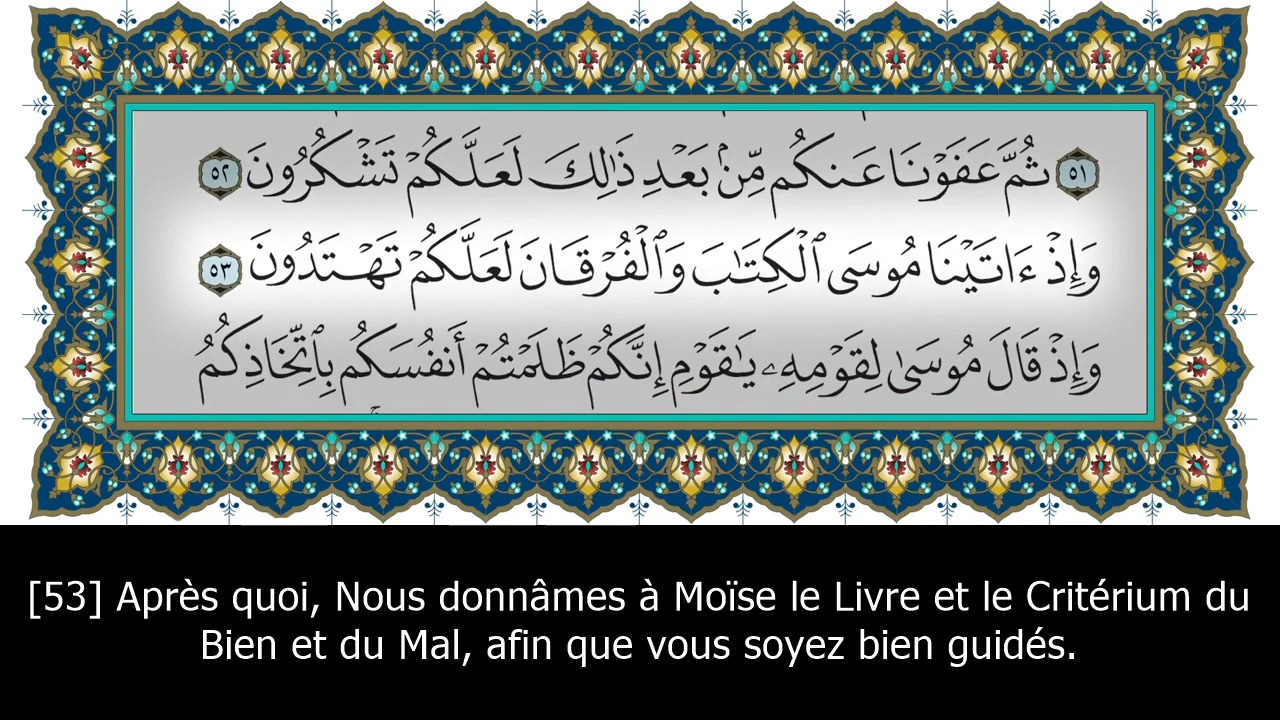 ٥١ ثُمَّ عَفَوْنَا عَنكُم مِّنۢ بَعْدِ ذَٰلِكَ لَعَلَّكُمْ تَشْكُرُونَ ٥٢
وَإِذْ ءَاتَيْنَا مُوسَى ٱلْكِتَٰبَ وَٱلْفُرْقَانَ لَعَلَّكُمْ تَهْتَدُونَ ٥٣
وَإِذْ قَالَ مُوسَىٰ لِقَوْمِهِۦ يَٰقَوْمِ إِنَّكُمْ ظَلَمْتُمْ أَنفُسَكُم بِٱتِّخَاذِكُمُ
[53] Après quoi, Nous donnâmes à Moïse le Livre et le Critérium du
Bien et du Mal, afin que vous soyez bien guidés.